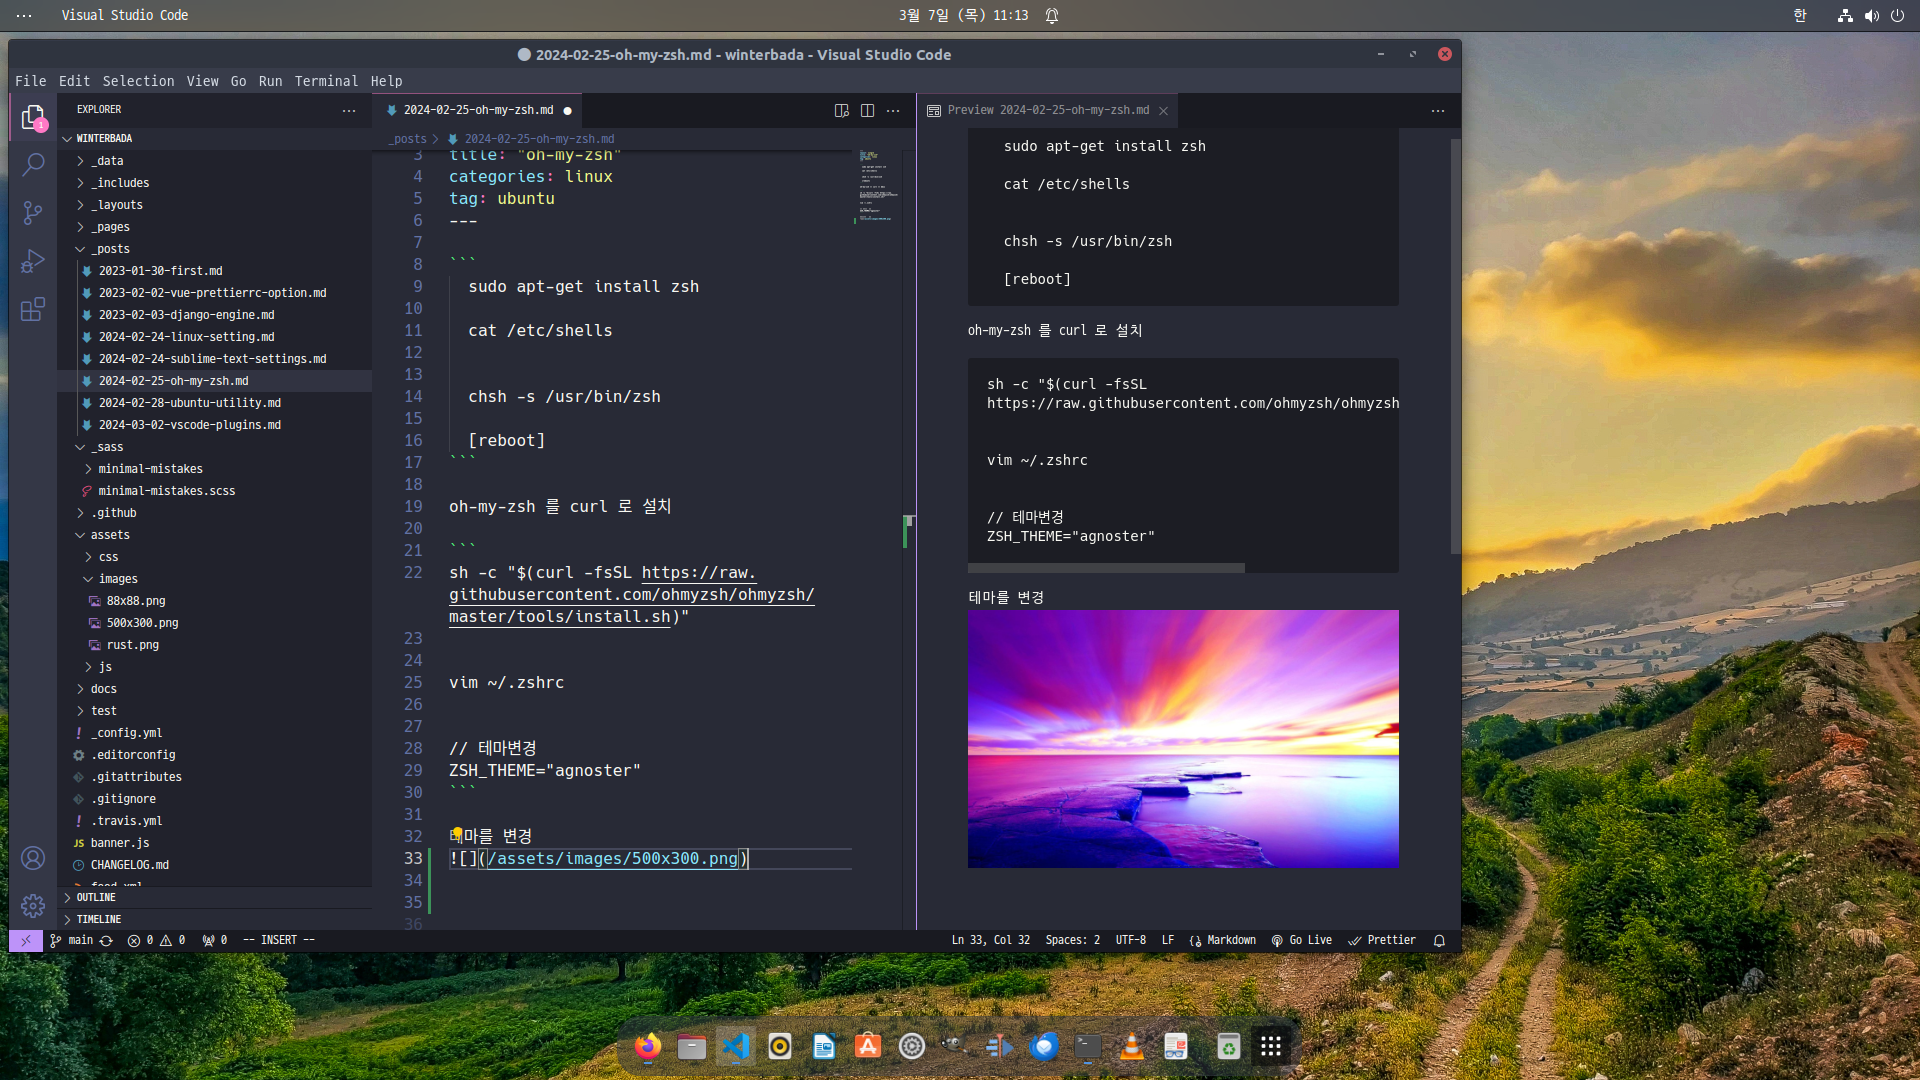 Visual Studio Code
3월 7일 (목) 11:13
한
2024-02-25-oh-my-zsh.md - winterbada - Visual Studio Code
File Edit Selection View Go Run Terminal Help
EXPLORER
WINTERBADA
_data
_includes
_layouts
_pages
_posts
2023-01-30-first.md
2023-02-02-vue-prettierrc-option.md
2023-02-03-django-engine.md
2024-02-24-linux-setting.md
2024-02-24-sublime-text-settings.md
2024-02-25-oh-my-zsh.md
2024-02-28-ubuntu-utility.md
2024-03-02-vscode-plugins.md
_sass
minimal-mistakes
minimal-mistakes.scss
.github
assets
css
images
88x88.png
500x300.png
rust.png
js
docs
test
_config.yml
.editorconfig
.gitattributes
.gitignore
.travis.yml
JS banner.js
CHANGELOG.md
feed.xml
OUTLINE
TIMELINE
1
2024-02-25-oh-my-zsh.md
_posts > 2024-02-25-oh-my-zsh.md
3 title: "oh-my-zsh"
4 categories: linux
5 tag: ubuntu
6 ---
7
8 ```
9 sudo apt-get install zsh
10
11 cat /etc/shells
12
13
14 chsh -s /usr/bin/zsh
15
16 [reboot]
17 ```
18
19 oh-my-zsh 를 curl 로 설치
20
21 ```
22 sh -c "$(curl -fsSL https://raw.
githubusercontent.com/ohmyzsh/ohmyzsh/
master/tools/install.sh)"
23
24
25 vim ~/.zshrc
26
27
28 // 테마변경
29 ZSH_THEME="agnoster"
30 ```
31
32 테마를 변경
33 ![](/assets/images/500x300.png)
34
35
36
Preview 2024-02-25-oh-my-zsh.md
sudo apt-get install zsh
cat /etc/shells
chsh -s /usr/bin/zsh
[reboot]
oh-my-zsh 를 curl 로 설치
sh -c "$(curl -fsSL
https://raw.githubusercontent.com/ohmyzsh/ohmyzsh
vim ~/.zshrc
// 테마변경
ZSH_THEME="agnoster"
테마를 변경
main 0 0 0 -- INSERT -- Ln 33, Col 32 Spaces: 2 UTF-8 LF Markdown Go Live Prettier